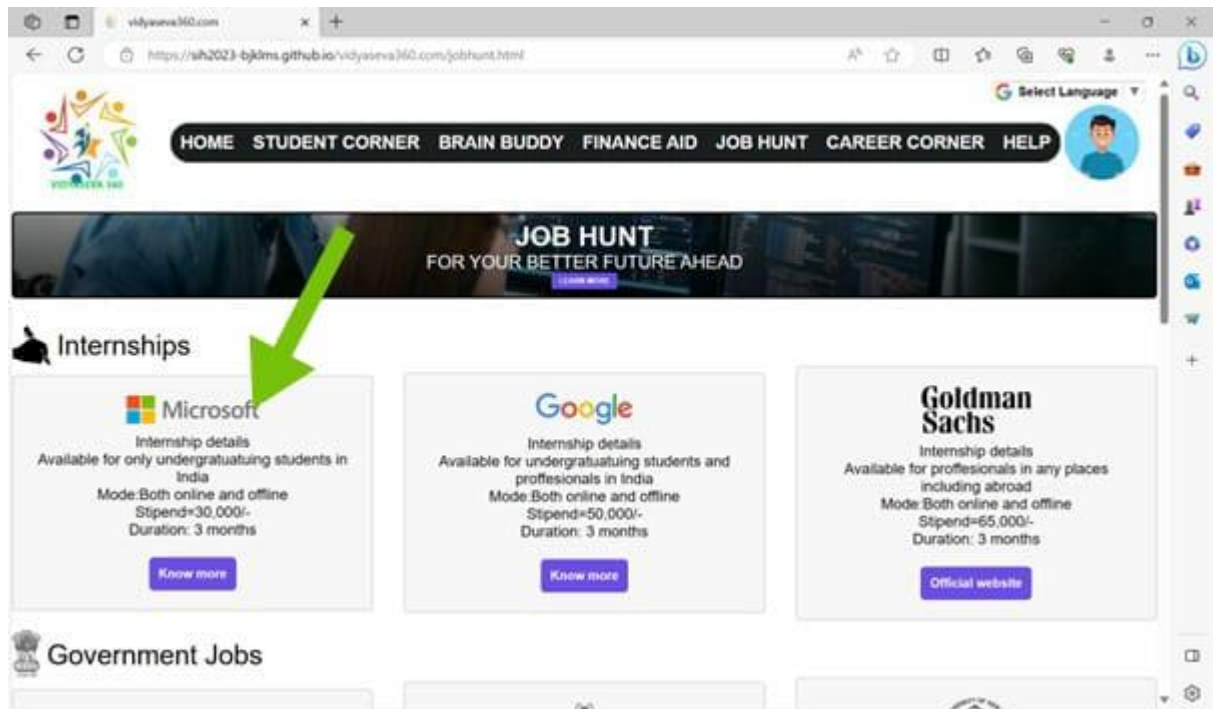 vidyaseva360.com
https://sih2023-bjklms.github.io/vidyaseva360.com/jobhunt.html
Select Language
VIDYASEVA 360
HOME STUDENT CORNER BRAIN BUDDY FINANCE AID JOB HUNT CAREER CORNER HELP
JOB HUNT
FOR YOUR BETTER FUTURE AHEAD
LEARN MORE
Internships
Microsoft
Internship details
Available for only undergratuatuing students in
India
Mode:Both online and offline
Stipend=30,000/-
Duration: 3 months
Know more
Google
Internship details
Available for undergratuatuing students and
proffesionals in India
Mode:Both online and offline
Stipend=50,000/-
Duration: 3 months
Know more
Goldman
Sachs
Internship details
Available for proffesionals in any places
including abroad
Mode:Both online and offline
Stipend=65,000/-
Duration: 3 months
Official website
Government Jobs